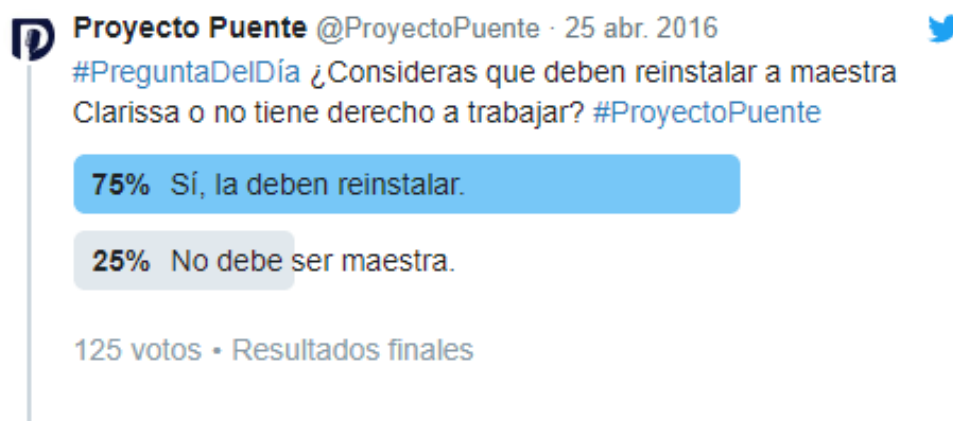 Proyecto Puente @ProyectoPuente · 25 abr. 2016
#PreguntaDelDía ¿Consideras que deben reinstalar a maestra
Clarissa o no tiene derecho a trabajar? #ProyectoPuente
75% Sí, la deben reinstalar.
25% No debe ser maestra.
125 votos • Resultados finales